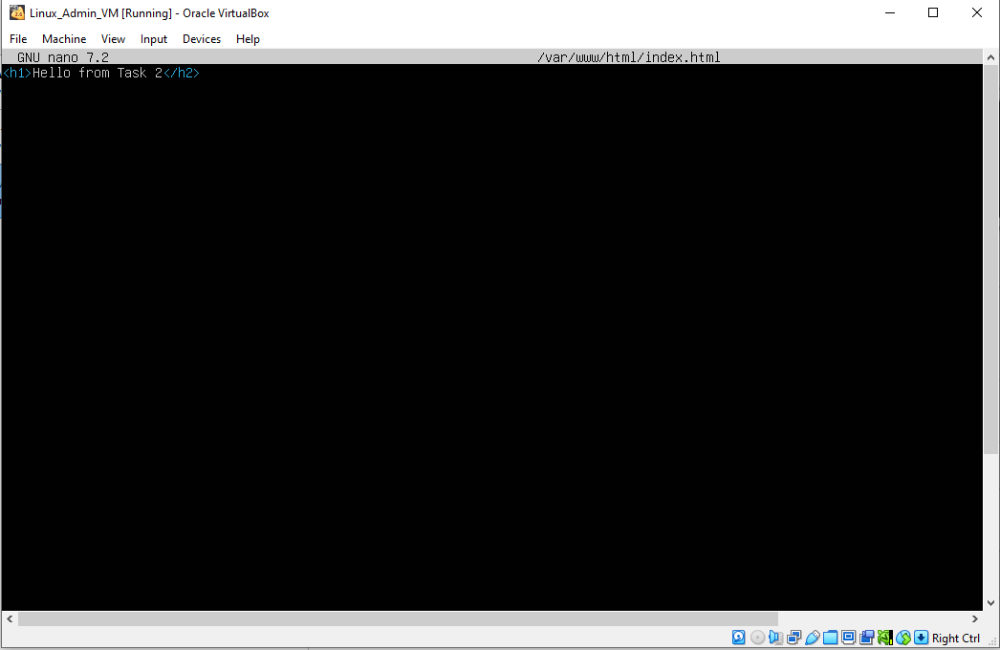 Linux_Admin_VM [Running] - Oracle VirtualBox
File Machine View Input Devices Help
GNU nano 7.2 /var/www/html/index.html
<h1>Hello from Task 2</h2>
Right Ctrl